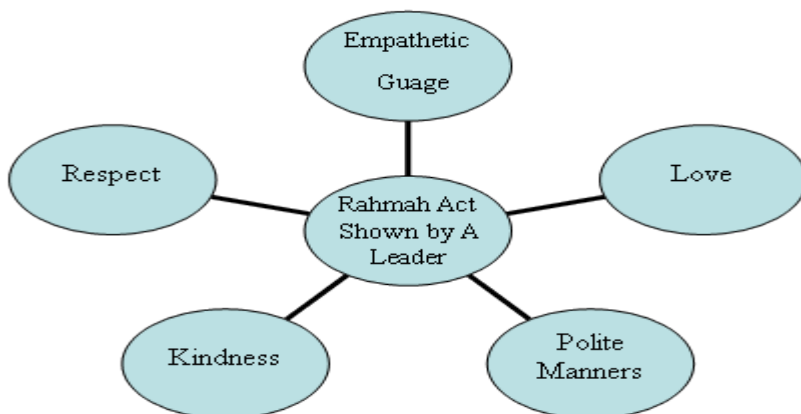 Empathetic
Guage
Respect
Love
Rahmah Act
Shown by A
Leader
Kindness
Polite
Manners